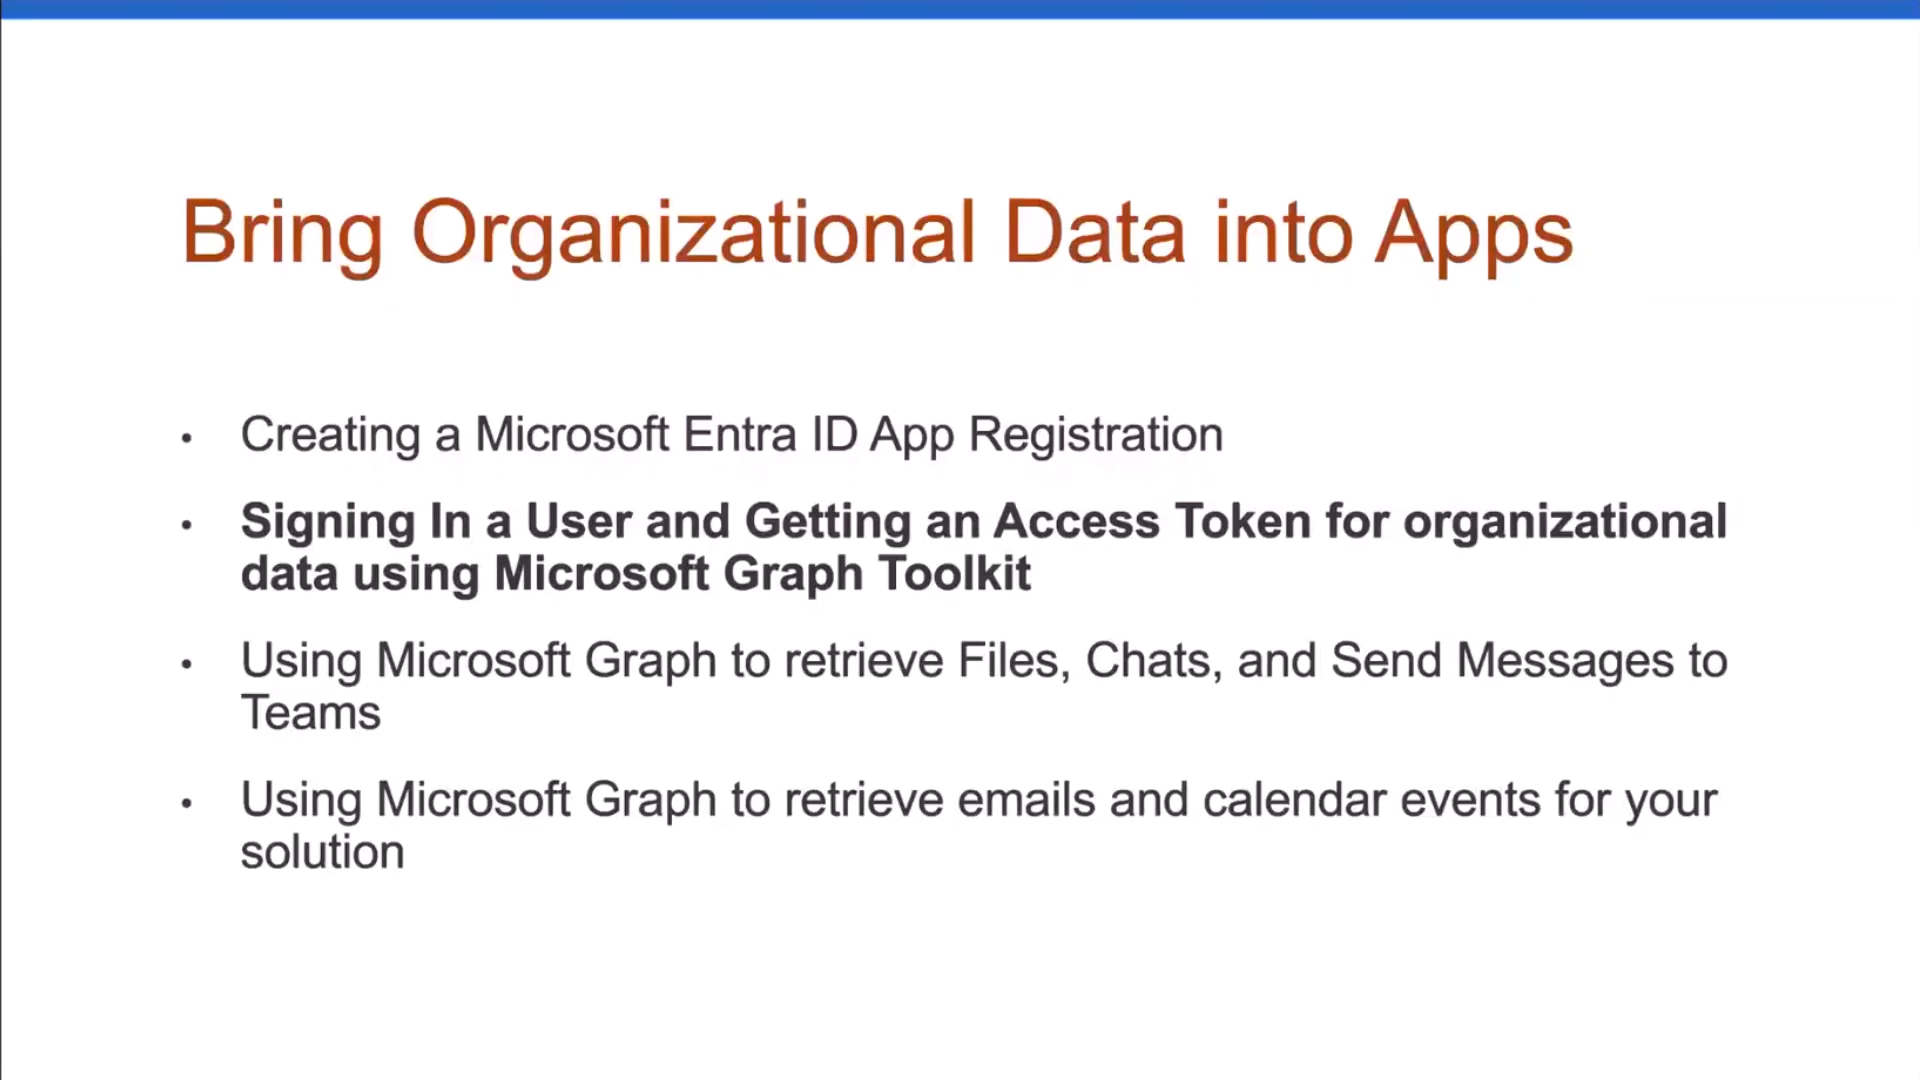 Bring Organizational Data into Apps
• Creating a Microsoft Entra ID App Registration
• Signing In a User and Getting an Access Token for organizational
data using Microsoft Graph Toolkit
• Using Microsoft Graph to retrieve Files, Chats, and Send Messages to
Teams
• Using Microsoft Graph to retrieve emails and calendar events for your
solution